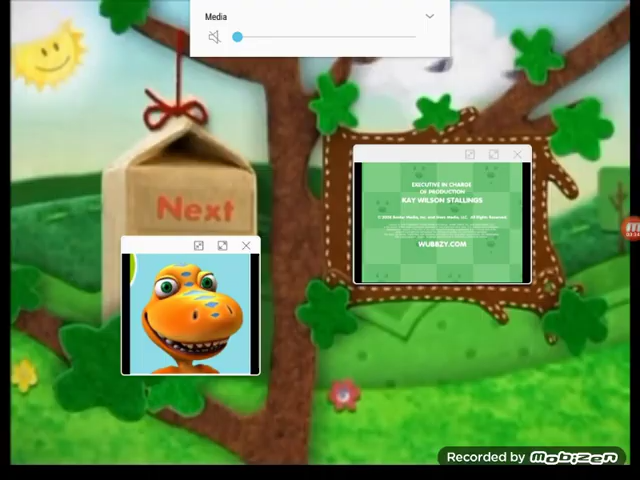 Media
Next
EXECUTIVE IN CHARGE
OF PRODUCTION
KAY WILSON STALLINGS
WUBBZY.COM
Recorded by Mobizen